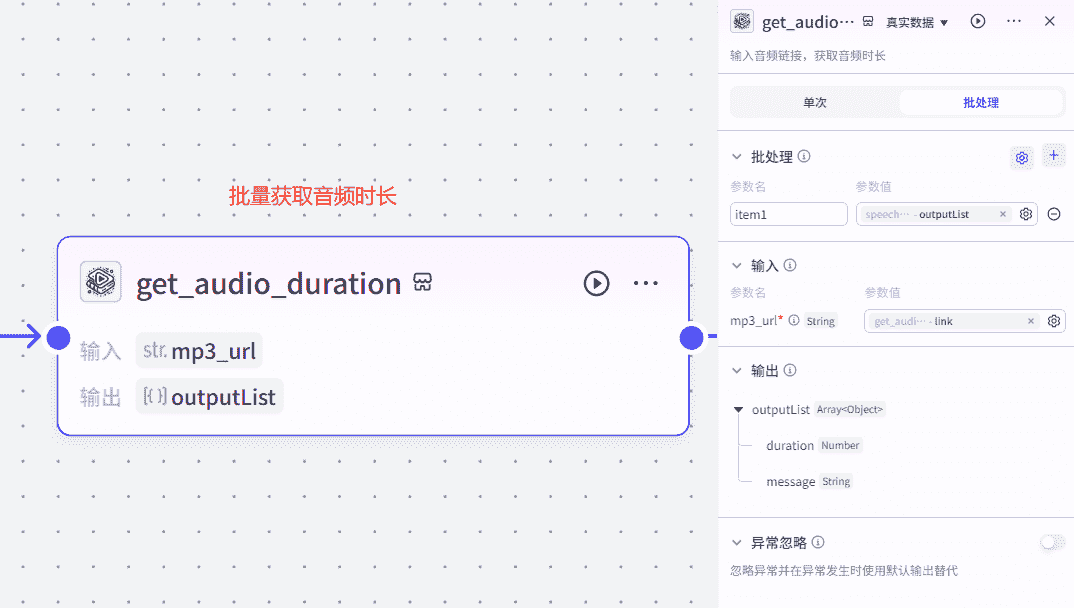 批量获取音频时长
get_audio_duration
输入 str. mp3_url
输出 [{}] outputList
get_audio··· 真实数据
输入音频链接，获取音频时长
单次 批处理
批处理
参数名 参数值
item1 speech··· - outputList
输入
参数名 参数值
mp3_url* String get_audi··· - link
输出
outputList Array<Object>
duration Number
message String
异常忽略
忽略异常并在异常发生时使用默认输出替代